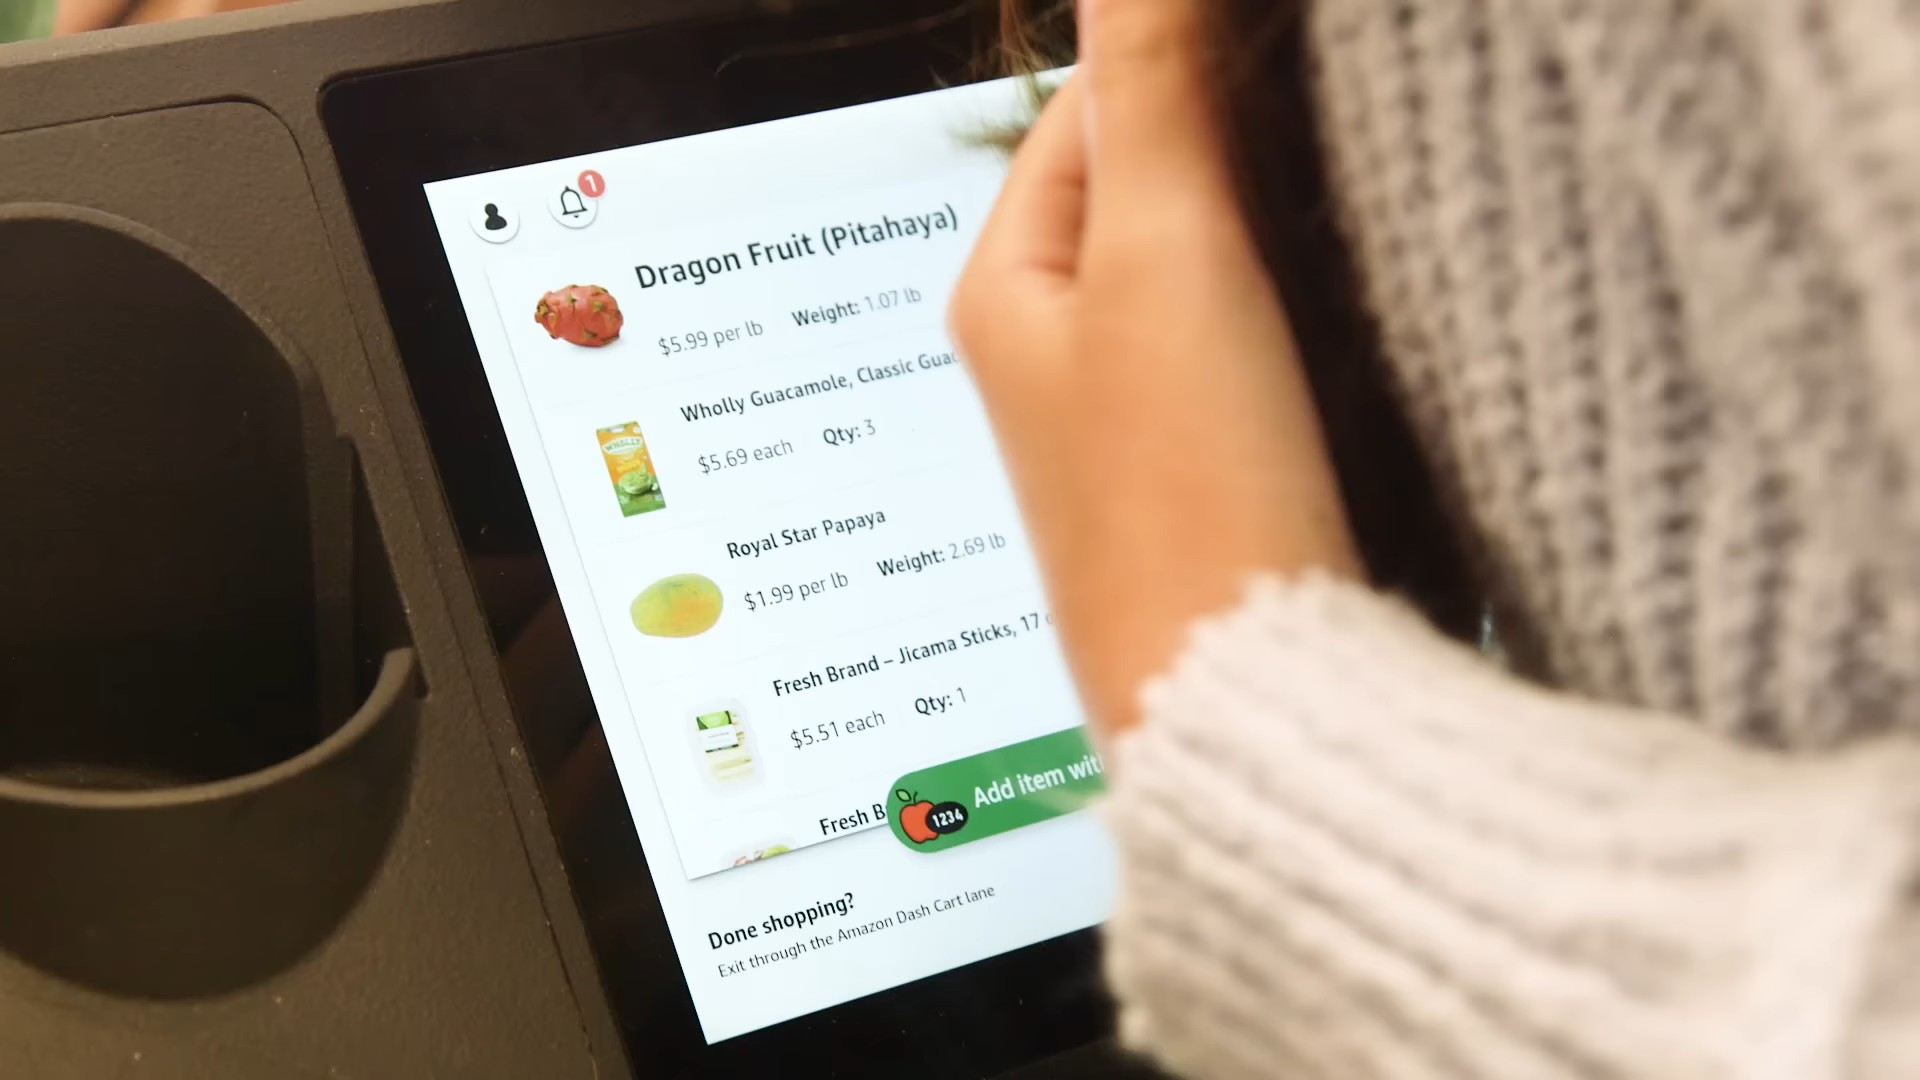 1
Dragon Fruit (Pitahaya)
$5.99 per lb Weight: 1.07 lb
Wholly Guacamole, Classic
$5.69 each Qty: 3
WHOLLY
Royal Star Papaya
$1.99 per lb Weight: 2.69 lb
Fresh Brand – Jicama Sticks, 17
$5.51 each Qty: 1
Fresh
1234 Add item
Done shopping?
Exit through the Amazon Dash Cart lane